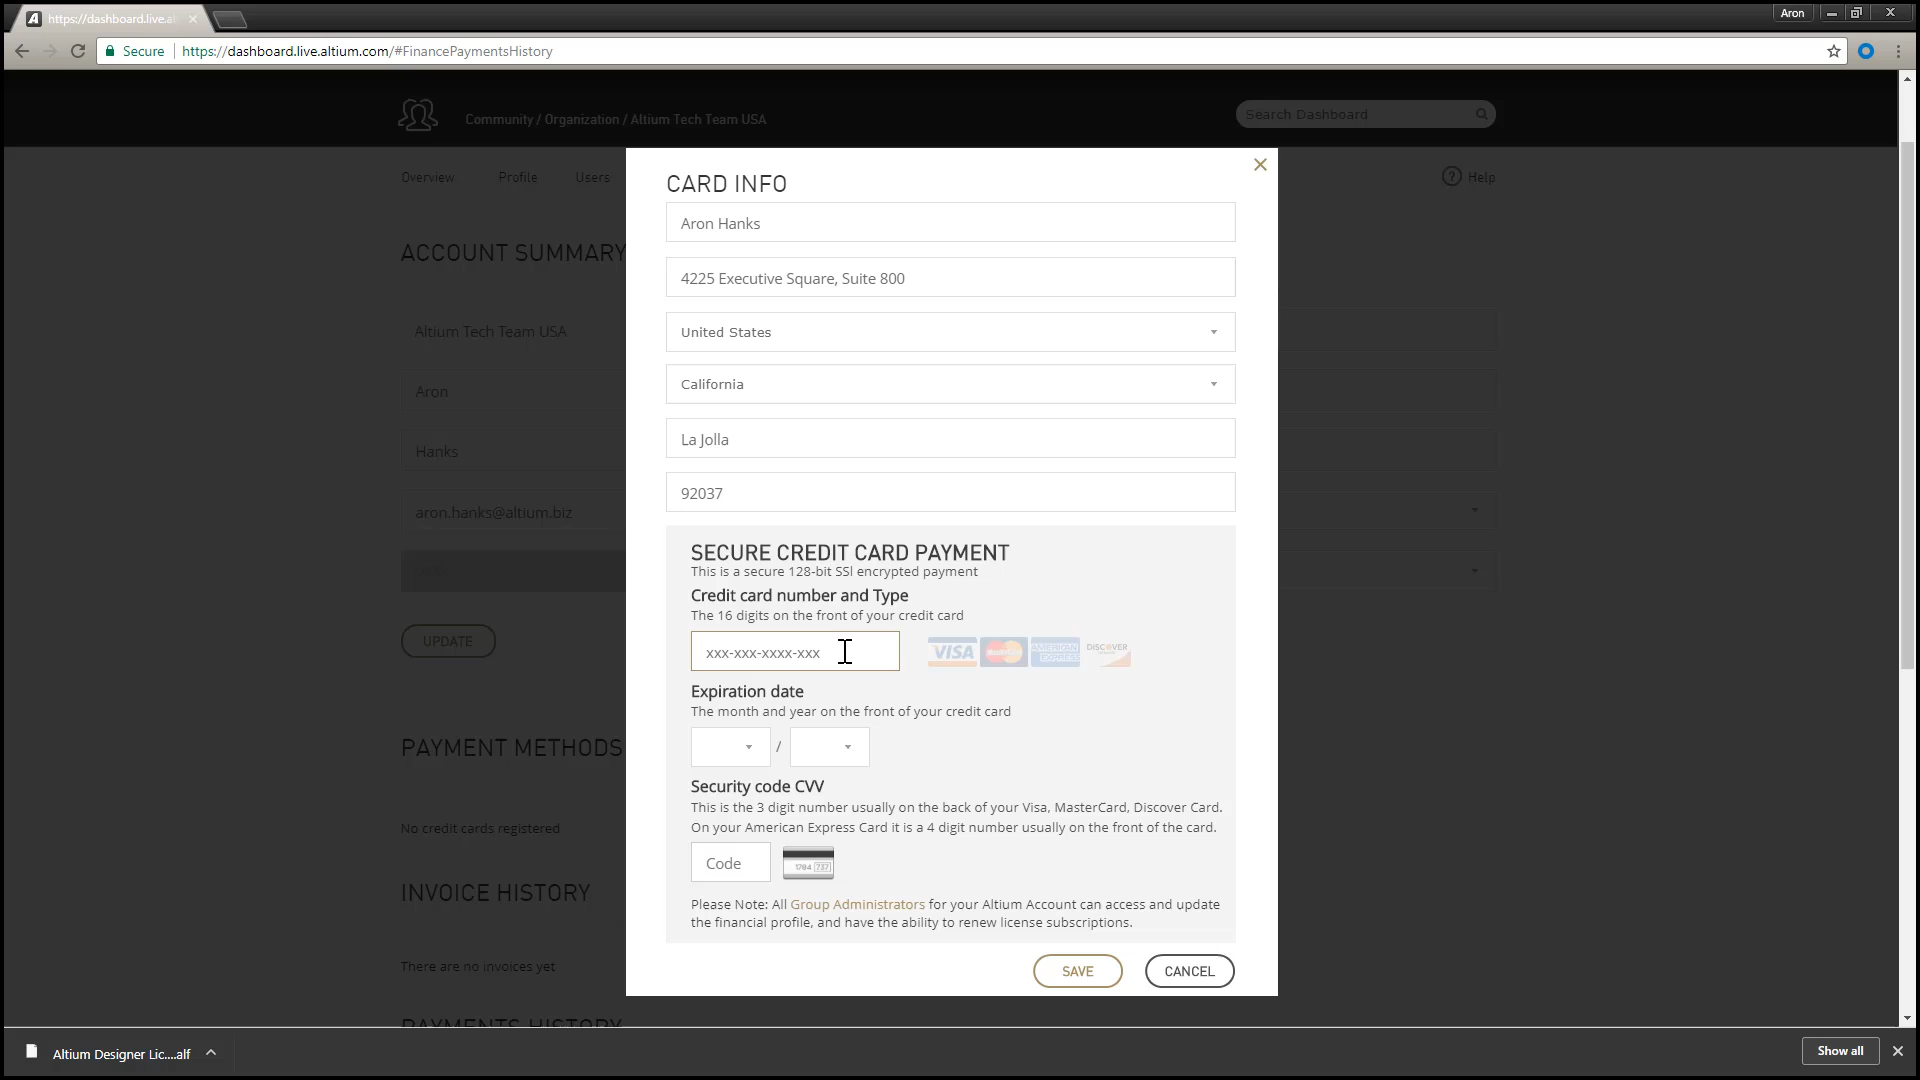 https://dashboard.live.a
Aron
Secure
https://dashboard.live.altium.com/#FinancePaymentsHistory
Community / Organization / Altium Tech Team USA
Search Dashboard
Overview
Profile
Users
Help
ACCOUNT SUMMARY
Altium Tech Team USA
Aron
Hanks
aron.hanks@altium.biz
UPDATE
PAYMENT METHODS
No credit cards registered
INVOICE HISTORY
There are no invoices yet
PAYMENTS HISTORY
CARD INFO
Aron Hanks
4225 Executive Square, Suite 800
United States
California
La Jolla
92037
SECURE CREDIT CARD PAYMENT
This is a secure 128-bit SSl encrypted payment
Credit card number and Type
The 16 digits on the front of your credit card
xxx-xxx-xxxx-xxx
VISA
MasterCard
AMERICAN EXPRESS
DISCOVER
Expiration date
The month and year on the front of your credit card
/
Security code CVV
This is the 3 digit number usually on the back of your Visa, MasterCard, Discover Card.
On your American Express Card it is a 4 digit number usually on the front of the card.
Code
1704 737
Please Note: All Group Administrators for your Altium Account can access and update
the financial profile, and have the ability to renew license subscriptions.
SAVE
CANCEL
Altium Designer Lic....alf
Show all